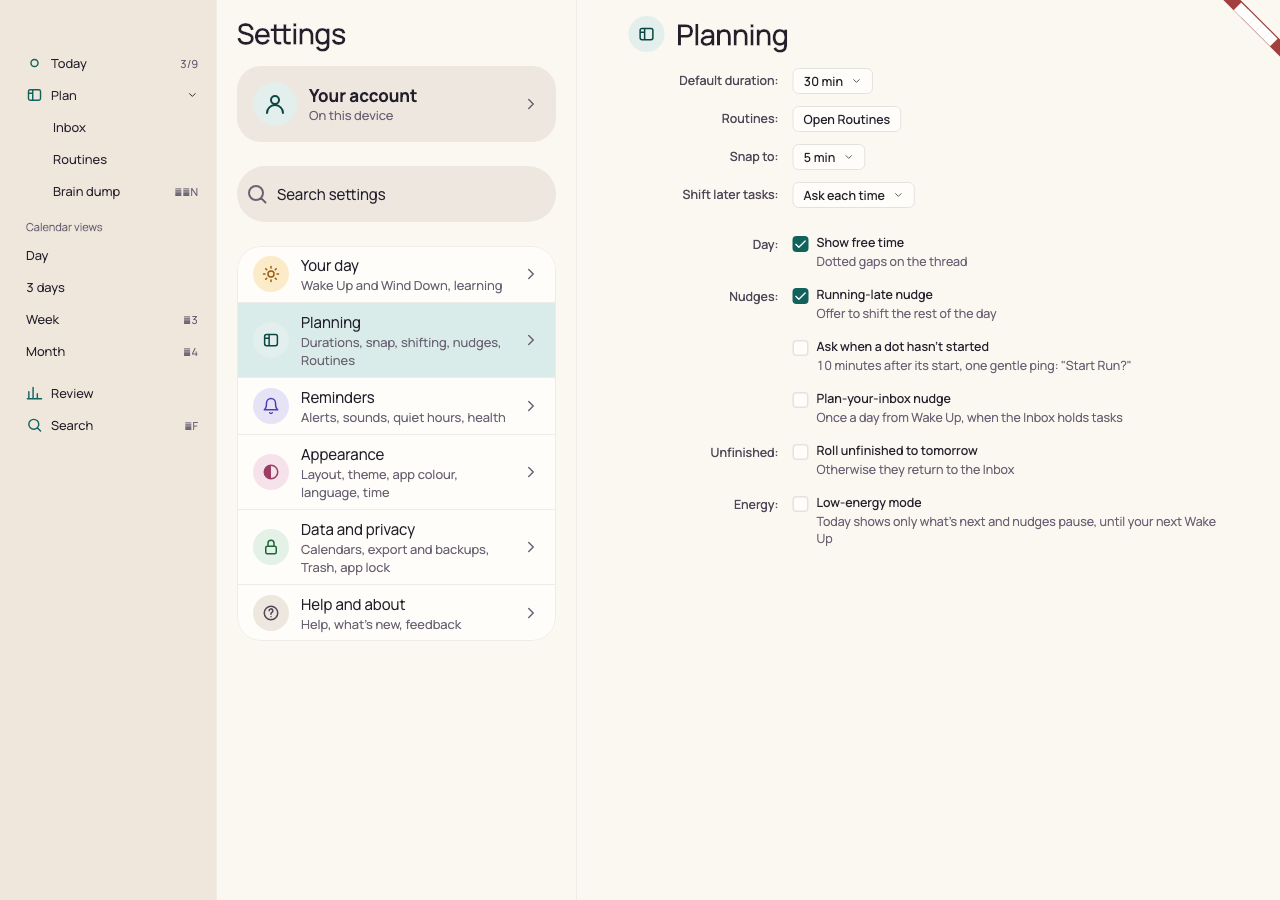 Today 3/9
Plan
Inbox
Routines
Brain dump N
Calendar views
Day
3 days
Week 3
Month 4
Review
Search F
Settings
Your account
On this device
Search settings
Your day
Wake Up and Wind Down, learning
Planning
Durations, snap, shifting, nudges,
Routines
Reminders
Alerts, sounds, quiet hours, health
Appearance
Layout, theme, app colour,
language, time
Data and privacy
Calendars, export and backups,
Trash, app lock
Help and about
Help, what's new, feedback
Planning
Default duration: 30 min
Routines: Open Routines
Snap to: 5 min
Shift later tasks: Ask each time
Day: Show free time
Dotted gaps on the thread
Nudges: Running-late nudge
Offer to shift the rest of the day
Ask when a dot hasn't started
10 minutes after its start, one gentle ping: "Start Run?"
Plan-your-inbox nudge
Once a day from Wake Up, when the Inbox holds tasks
Unfinished: Roll unfinished to tomorrow
Otherwise they return to the Inbox
Energy: Low-energy mode
Today shows only what's next and nudges pause, until your next Wake
Up